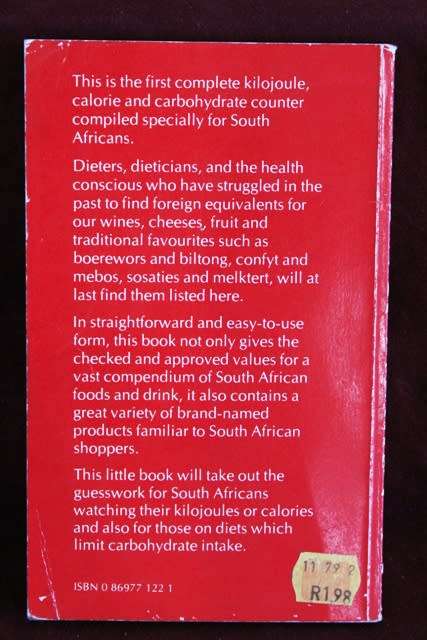 This is the first complete kilojoule,
calorie and carbohydrate counter
compiled specially for South
Africans.
Dieters, dieticians, and the health
conscious who have struggled in the
past to find foreign equivalents for
our wines, cheeses, fruit and
traditional favourites such as
boerewors and biltong, confyt and
mebos, sosaties and melktert, will at
last find them listed here.
In straightforward and easy-to-use
form, this book not only gives the
checked and approved values for a
vast compendium of South African
foods and drink, it also contains a
great variety of brand-named
products familiar to South African
shoppers.
This little book will take out the
guesswork for South Africans
watching their kilojoules or calories
and also for those on diets which
limit carbohydrate intake.
ISBN 0 86977 122 1
11 79 2
R1.98